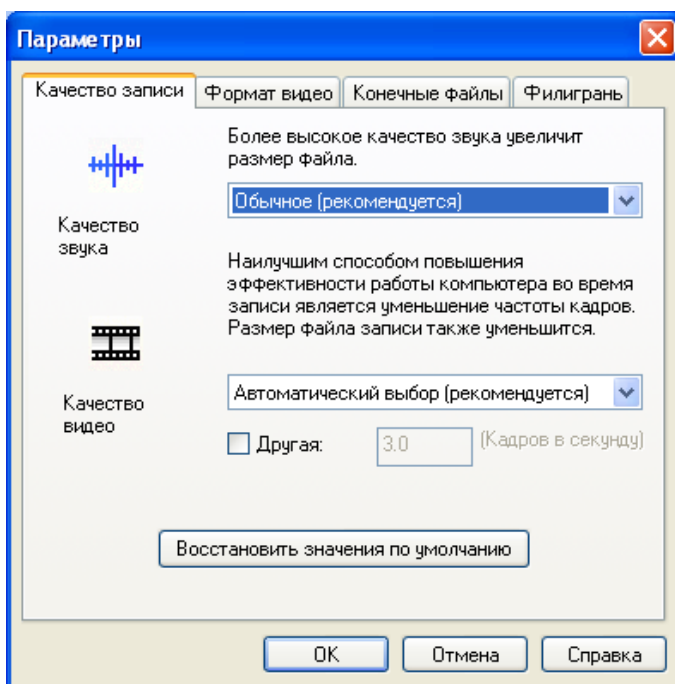 Параметры
Качество записи
Формат видео
Конечные файлы
Филигрань
Более высокое качество звука увеличит
размер файла.
Обычное (рекомендуется)
Качество
звука
Наилучшим способом повышения
эффективности работы компьютера во время
записи является уменьшение частоты кадров.
Размер файла записи также уменьшится.
Автоматический выбор (рекомендуется)
Качество
видео
Другая:
3.0
(Кадров в секунду)
Восстановить значения по умолчанию
OK
Отмена
Справка